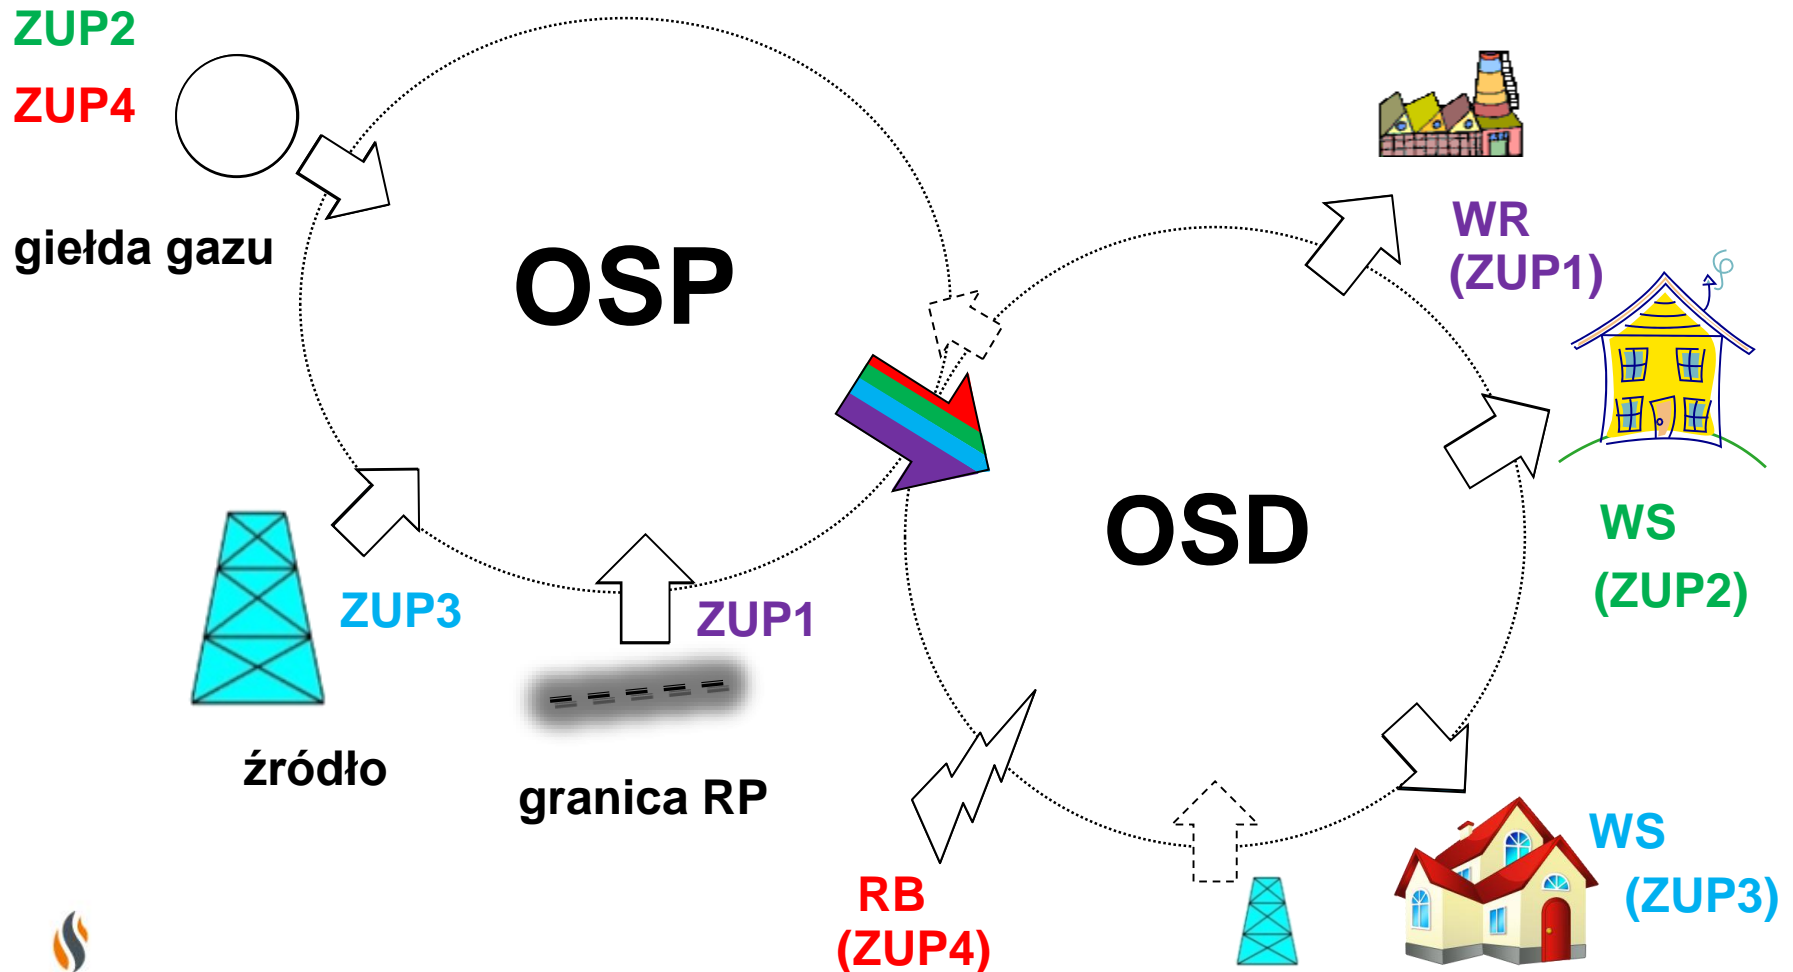 ZUP2
ZUP4
giełda gazu
OSP
WR
(ZUP1)
OSD
WS
(ZUP2)
ZUP3
ZUP1
źródło
granica RP
WS
(ZUP3)
RB
(ZUP4)